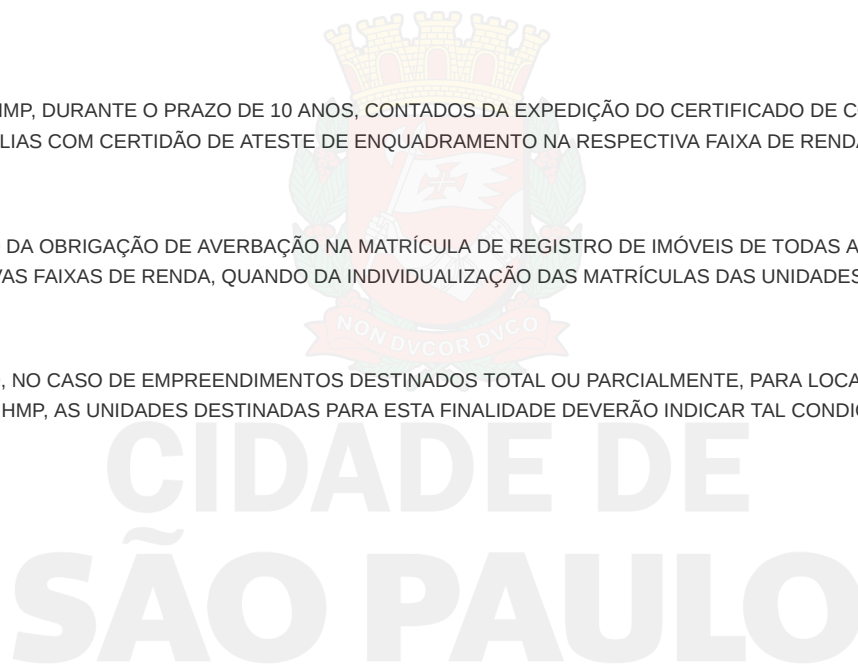 HMP, DURANTE O PRAZO DE 10 ANOS, CONTADOS DA EXPEDIÇÃO DO CERTIFICADO DE
LIAS COM CERTIDÃO DE ATESTE DE ENQUADRAMENTO NA RESPECTIVA FAIXA DE RENDA
DA OBRIGAÇÃO DE AVERBAÇÃO NA MATRÍCULA DE REGISTRO DE IMÓVEIS DE TODAS A
VAS FAIXAS DE RENDA, QUANDO DA INDIVIDUALIZAÇÃO DAS MATRÍCULAS DAS UNIDADES
NON DVCOR DVCO
, NO CASO DE EMPREENDIMENTOS DESTINADOS TOTAL OU PARCIALMENTE, PARA LOCA
HMP, AS UNIDADES DESTINADAS PARA ESTA FINALIDADE DEVERÃO INDICAR TAL CONDI
CIDADE DE
SÃO PAULO